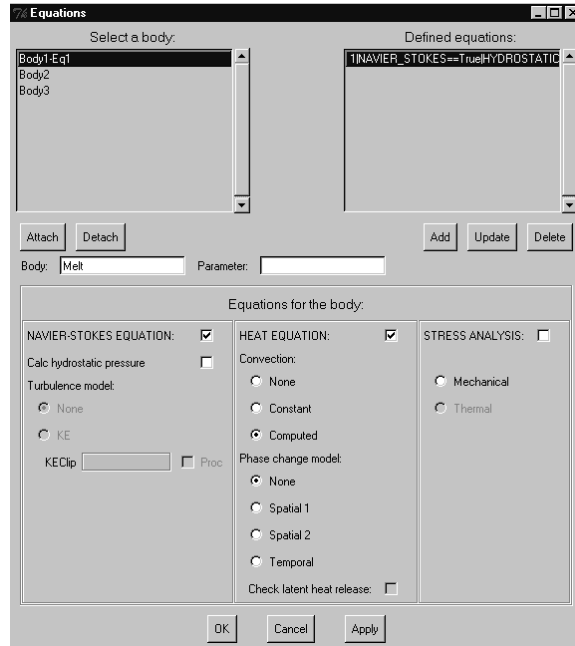 Equations
Select a body:
Defined equations:
Body1-Eq1
Body2
Body3
1|NAVIER_STOKES==True|HYDROSTATIC
Attach Detach
Add Update Delete
Body: Melt Parameter:
Equations for the body:
NAVIER-STOKES EQUATION:
Calc hydrostatic pressure
Turbulence model:
None
KE
KEClip Proc
HEAT EQUATION:
Convection:
None
Constant
Computed
Phase change model:
None
Spatial 1
Spatial 2
Temporal
Check latent heat release:
STRESS ANALYSIS:
Mechanical
Thermal
OK Cancel Apply